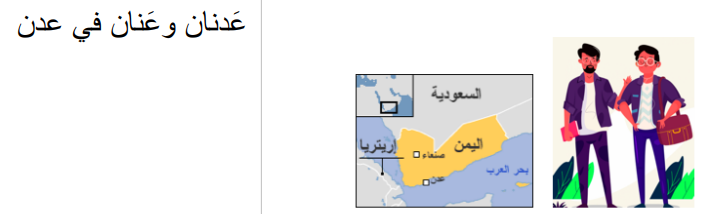 عَدنان وعَنان في عدن
السعودية
اليمن
إريتريا
صنعاء
بحر العرب
عدن